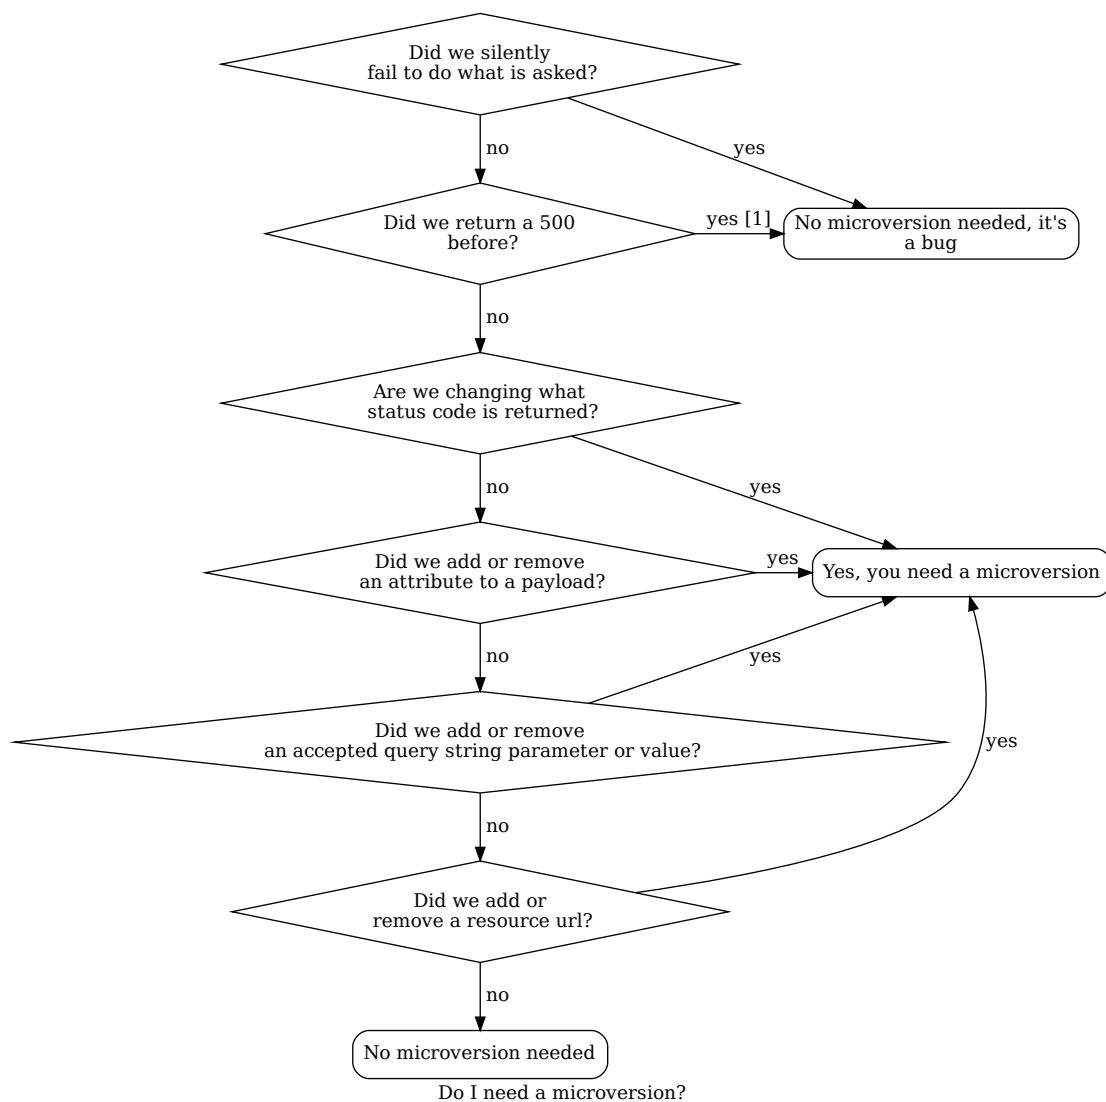 Did we silently
fail to do what is asked?
no
yes
Did we return a 500
before?
yes [1]
No microversion needed, it's
a bug
no
Are we changing what
status code is returned?
no
yes
Did we add or remove
an attribute to a payload?
yes
Yes, you need a microversion
no
yes
Did we add or remove
an accepted query string parameter or value?
yes
no
Did we add or
remove a resource url?
no
No microversion needed
Do I need a microversion?